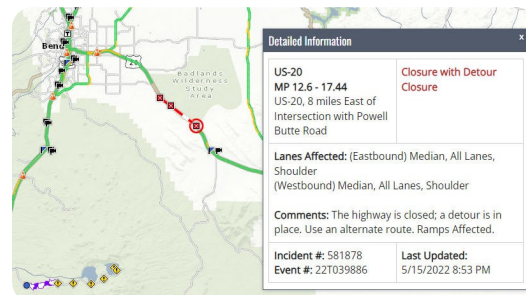 Bend
20
Badlands
Wilderness
Study
Area
Detailed Information
x
US-20
MP 12.6 - 17.44
US-20, 8 miles East of
Intersection with Powell
Butte Road
Closure with Detour
Closure
Lanes Affected: (Eastbound) Median, All Lanes,
Shoulder
(Westbound) Median, All Lanes, Shoulder
Comments: The highway is closed; a detour is in
place. Use an alternate route. Ramps Affected.
Incident #: 581878
Event #: 22T039886
Last Updated:
5/15/2022 8:53 PM